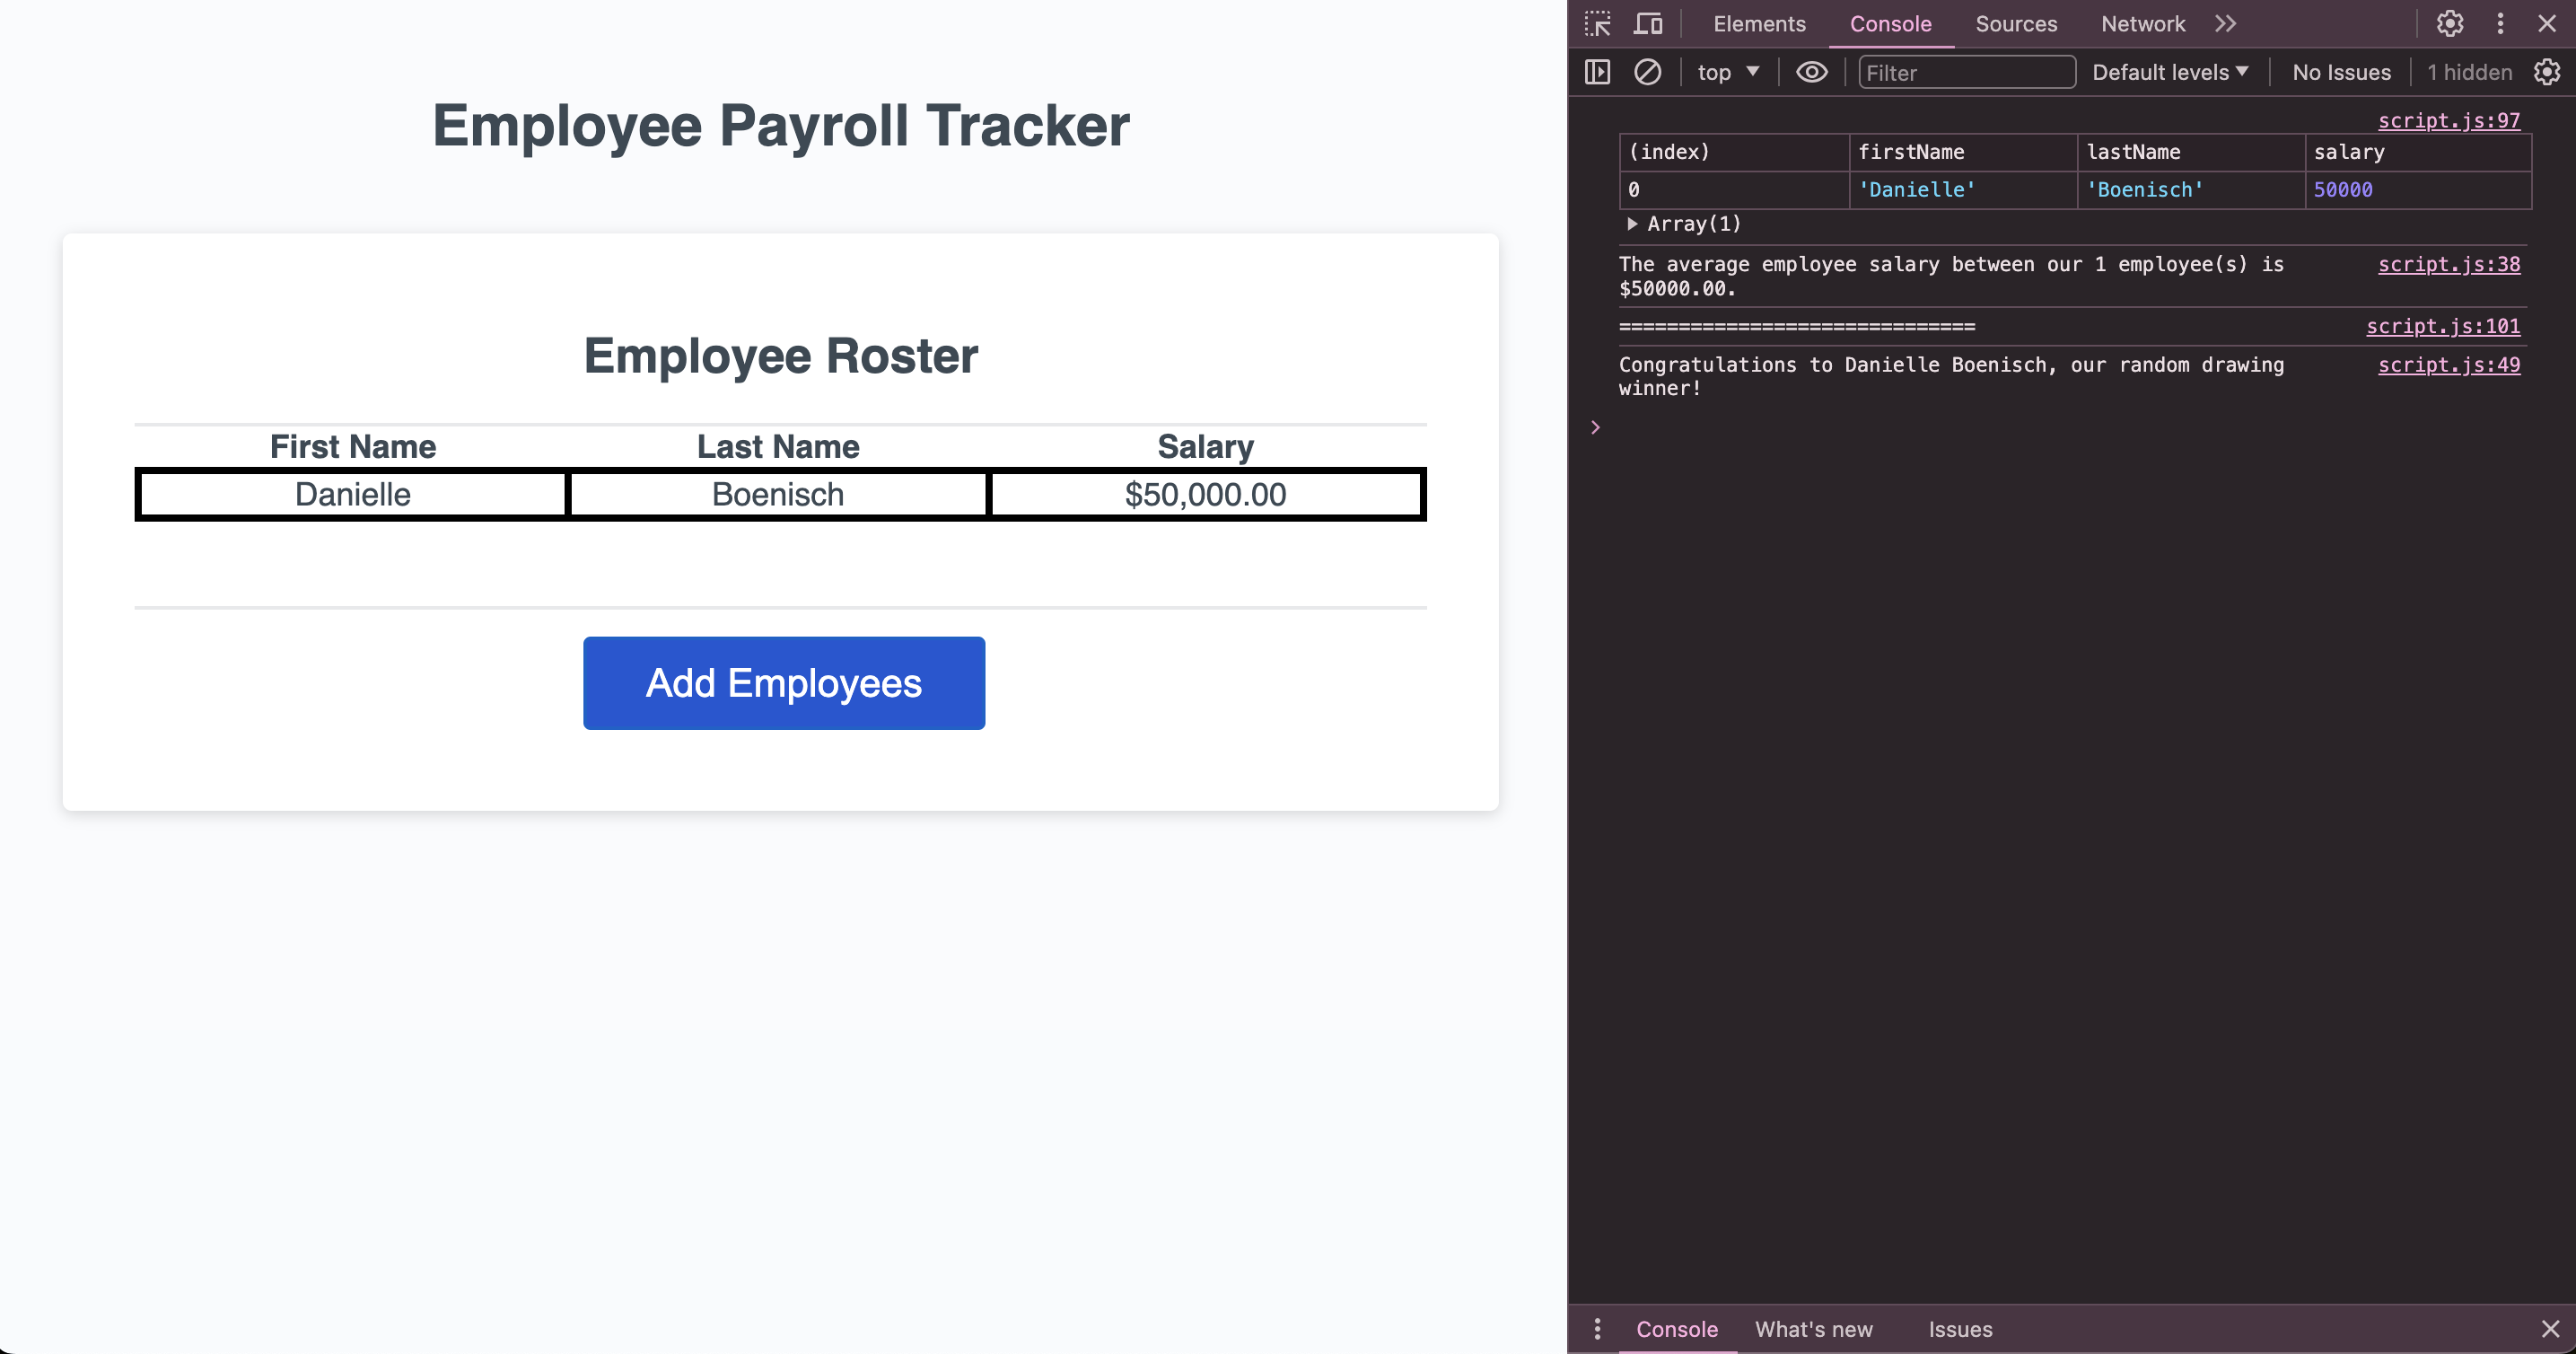 Employee Payroll Tracker
Employee Roster
First Name Last Name Salary
Danielle Boenisch $50,000.00
Add Employees
Elements Console Sources Network
top Filter Default levels No Issues 1 hidden
script.js:97
(index) firstName lastName salary
0 'Danielle' 'Boenisch' 50000
Array(1)
The average employee salary between our 1 employee(s) is script.js:38
$50000.00.
============================== script.js:101
Congratulations to Danielle Boenisch, our random drawing script.js:49
winner!
Console What's new Issues